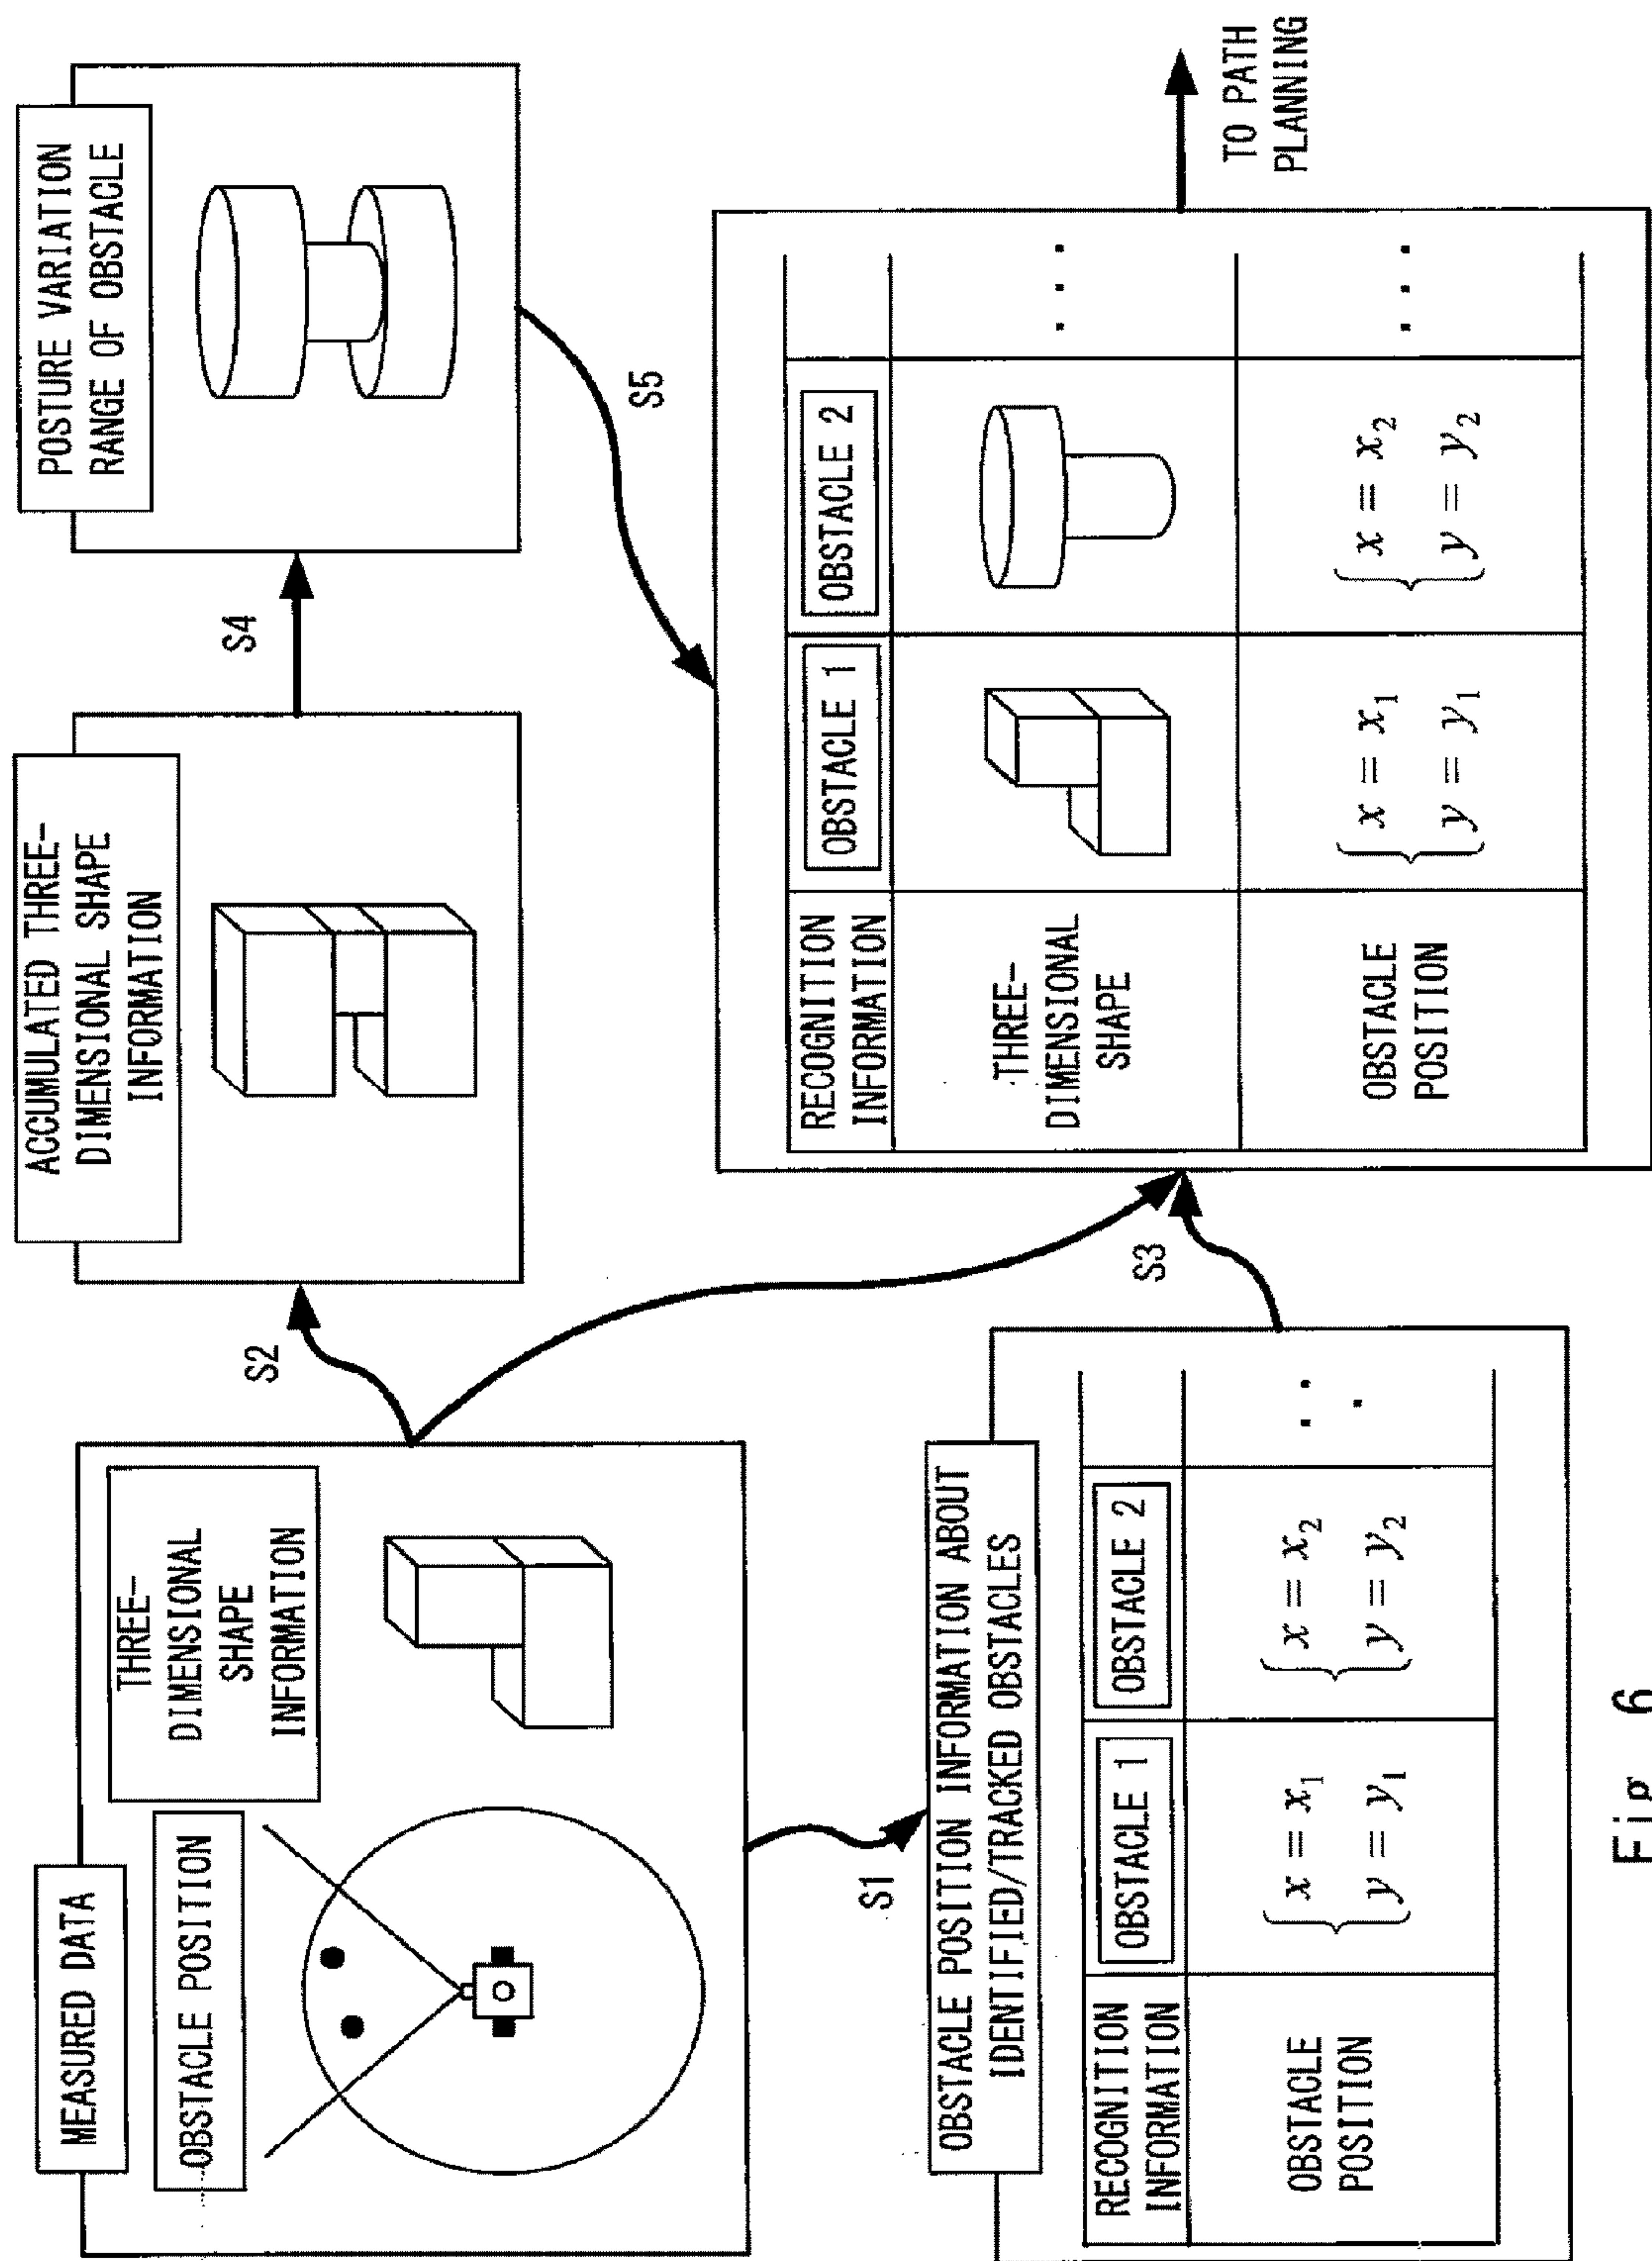 MEASURED DATA
OBSTACLE POSITION
THREE-
DIMENSIONAL
SHAPE
INFORMATION
S2
ACCUMULATED THREE-
DIMENSIONAL SHAPE
INFORMATION
S4
POSTURE VARIATION
RANGE OF OBSTACLE
S1
S5
OBSTACLE POSITION INFORMATION ABOUT
IDENTIFIED/TRACKED OBSTACLES
RECOGNITION
INFORMATION
OBSTACLE 1
OBSTACLE 2
OBSTACLE
POSITION
x = x₁
y = y₁
x = x₂
y = y₂
...
S3
RECOGNITION
INFORMATION
OBSTACLE 1
OBSTACLE 2
THREE-
DIMENSIONAL
SHAPE
...
OBSTACLE
POSITION
x = x₁
y = y₁
x = x₂
y = y₂
...
TO PATH
PLANNING
Fig. 6